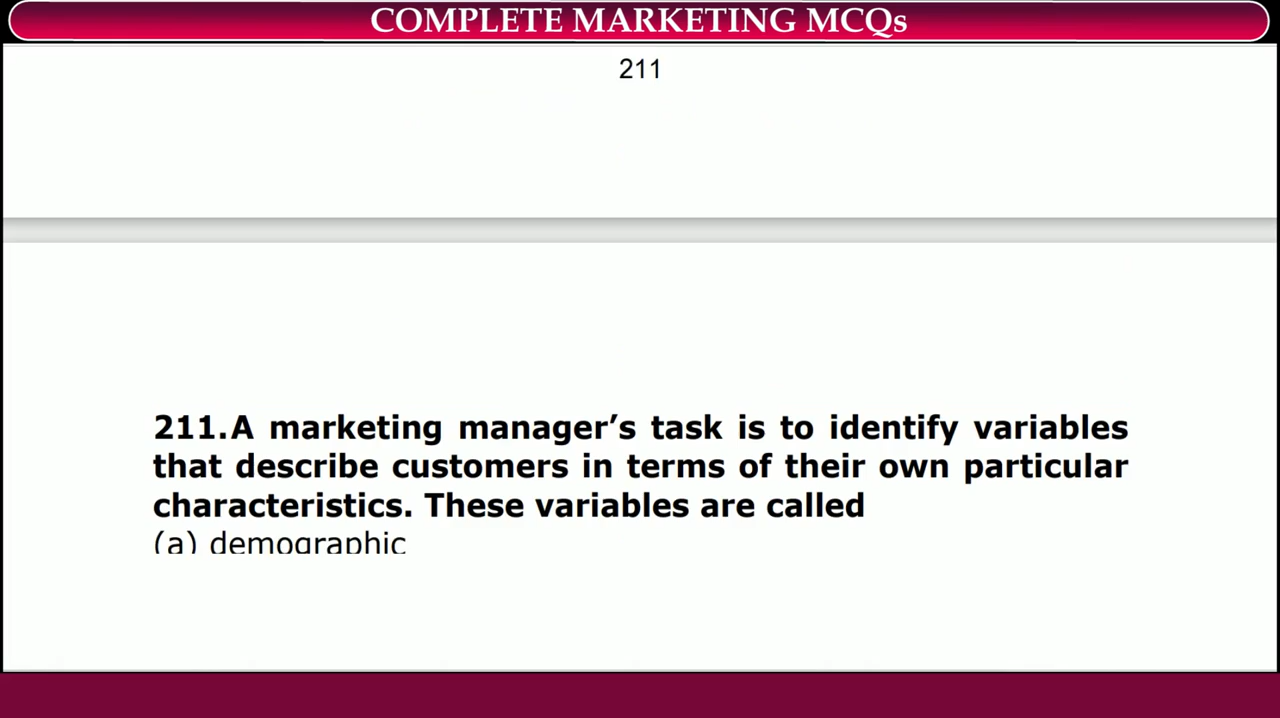 COMPLETE MARKETING MCQs
211
211.A marketing manager’s task is to identify variables
that describe customers in terms of their own particular
characteristics. These variables are called
(a) demographic